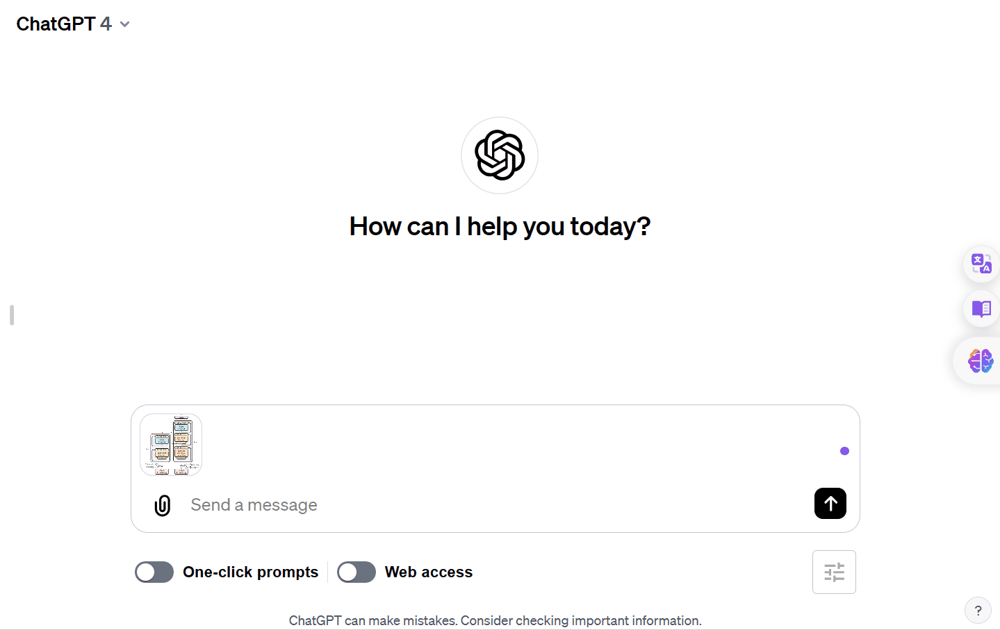 ChatGPT 4
How can I help you today?
Send a message
One-click prompts
Web access
ChatGPT can make mistakes. Consider checking important information.
?